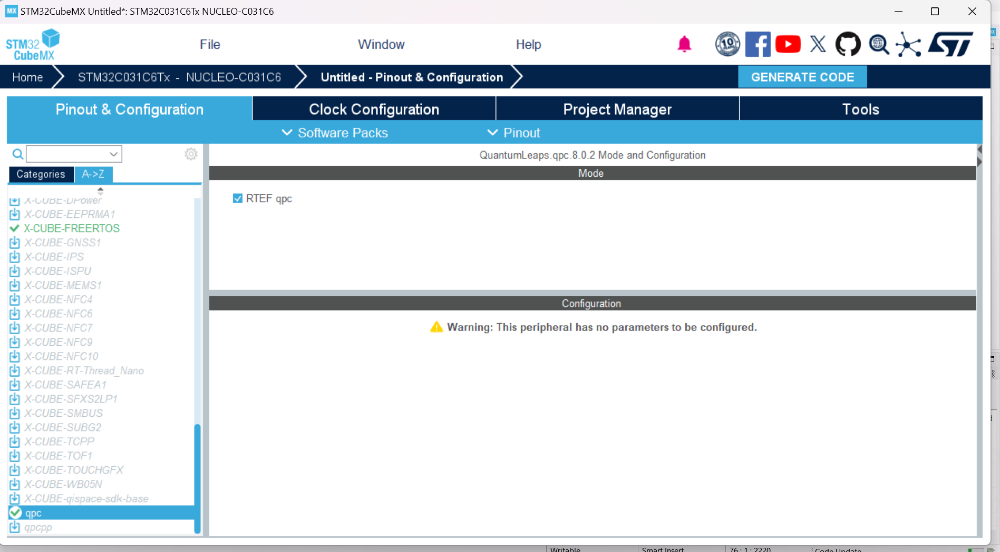 MX STM32CubeMX Untitled*: STM32C031C6Tx NUCLEO-C031C6
STM32
CubeMX
File Window Help
10
ST
Home STM32C031C6Tx - NUCLEO-C031C6 Untitled - Pinout & Configuration GENERATE CODE
Pinout & Configuration Clock Configuration Project Manager Tools
Software Packs Pinout
Categories A->Z
X-CUBE-DPower
X-CUBE-EEPRMA1
X-CUBE-FREERTOS
X-CUBE-GNSS1
X-CUBE-IPS
X-CUBE-ISPU
X-CUBE-MEMS1
X-CUBE-NFC4
X-CUBE-NFC6
X-CUBE-NFC7
X-CUBE-NFC9
X-CUBE-NFC10
X-CUBE-RT-Thread_Nano
X-CUBE-SAFEA1
X-CUBE-SFXS2LP1
X-CUBE-SMBUS
X-CUBE-SUBG2
X-CUBE-TCPP
X-CUBE-TOF1
X-CUBE-TOUCHGFX
X-CUBE-WB05N
X-CUBE-qispace-sdk-base
qpc
qpcpp
QuantumLeaps.qpc.8.0.2 Mode and Configuration
Mode
RTEF qpc
Configuration
Warning: This peripheral has no parameters to be configured.
Writable Smart Insert 76 : 1 : 2220 Code Update